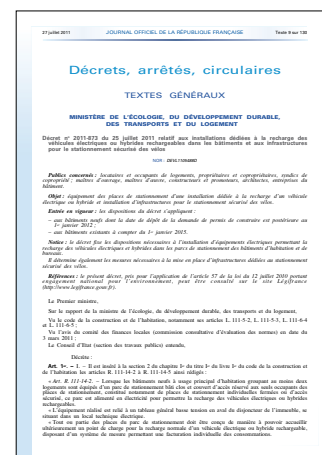 27 juillet 2011 JOURNAL OFFICIEL DE LA RÉPUBLIQUE FRANÇAISE Texte 9 sur 130
Décrets, arrêtés, circulaires
TEXTES GÉNÉRAUX
MINISTÈRE DE L'ÉCOLOGIE, DU DÉVELOPPEMENT DURABLE,
DES TRANSPORTS ET DU LOGEMENT
Décret n° 2011-873 du 25 juillet 2011 relatif aux installations dédiées à la recharge des
véhicules électriques ou hybrides rechargeables dans les bâtiments et aux infrastructures
pour le stationnement sécurisé des vélos
NOR :
Publics concernés : locataires et occupants de logements, propriétaires et copropriétaires, syndics de
copropriété ; maîtres d'ouvrage, maîtres d'œuvre, constructeurs et promoteurs, architectes, entreprises du
bâtiment.
Objet : équipement des places de stationnement d'une installation dédiée à la recharge d'un véhicule
électrique ou hybride et installation d'infrastructures pour le stationnement sécurisé des vélos.
Entrée en vigueur : les dispositions du décret s'appliquent :
– aux bâtiments neufs dont la date de dépôt de la demande de permis de construire est postérieure au
1er janvier 2012 ;
– aux bâtiments existants à compter du 1er janvier 2015.
Notice : le décret fixe les dispositions nécessaires à l'installation d'équipements électriques permettant la
recharge des véhicules électriques et hybrides dans les parcs de stationnement des bâtiments d'habitation et de
bureaux.
Il détermine également les mesures nécessaires à la mise en place d'infrastructures dédiées au stationnement
sécurisé des vélos.
Références : le présent décret, pris pour l'application de l'article 57 de la loi du 12 juillet 2010 portant
engagement national pour l'environnement, peut être consulté sur le site Légifrance
(http://www.legifrance.gouv.fr).
Le Premier ministre,
Sur le rapport de la ministre de l'écologie, du développement durable, des transports et du logement,
Vu le code de la construction et de l'habitation, notamment ses articles L. 111-5-2, L. 111-5-3, L. 111-6-4
et L. 111-6-5 ;
Vu l'avis du comité des finances locales (commission consultative d'évaluation des normes) en date du
3 mars 2011 ;
Le Conseil d'Etat (section des travaux publics) entendu,
Décrète :
Art. 1er. – I. – Il est inséré à la section 2 du chapitre Ier du titre Ier du livre Ier du code de la construction et
de l'habitation les articles R. 111-14-2 à R. 111-14-5 ainsi rédigés :
« Art. R. 111-14-2. – Lorsque les bâtiments neufs à usage principal d'habitation groupant au moins deux
logements sont équipés d'un parc de stationnement bâti clos et couvert d'accès réservé aux seuls occupants des
places de stationnement, constitué notamment de places de stationnement individuelles fermées ou d'accès
sécurisé, ce parc est alimenté en électricité pour permettre la recharge des véhicules électriques ou hybrides
rechargeables.
« L'équipement réalisé est relié à un tableau général basse tension en aval du disjoncteur de l'immeuble, se
situant dans un local technique électrique.
« Tout ou partie des places du parc de stationnement doit être conçu de manière à pouvoir accueillir
ultérieurement un point de charge pour la recharge normale d'un véhicule électrique ou hybride rechargeable,
disposant d'un système de mesure permettant une facturation individuelle des consommations.